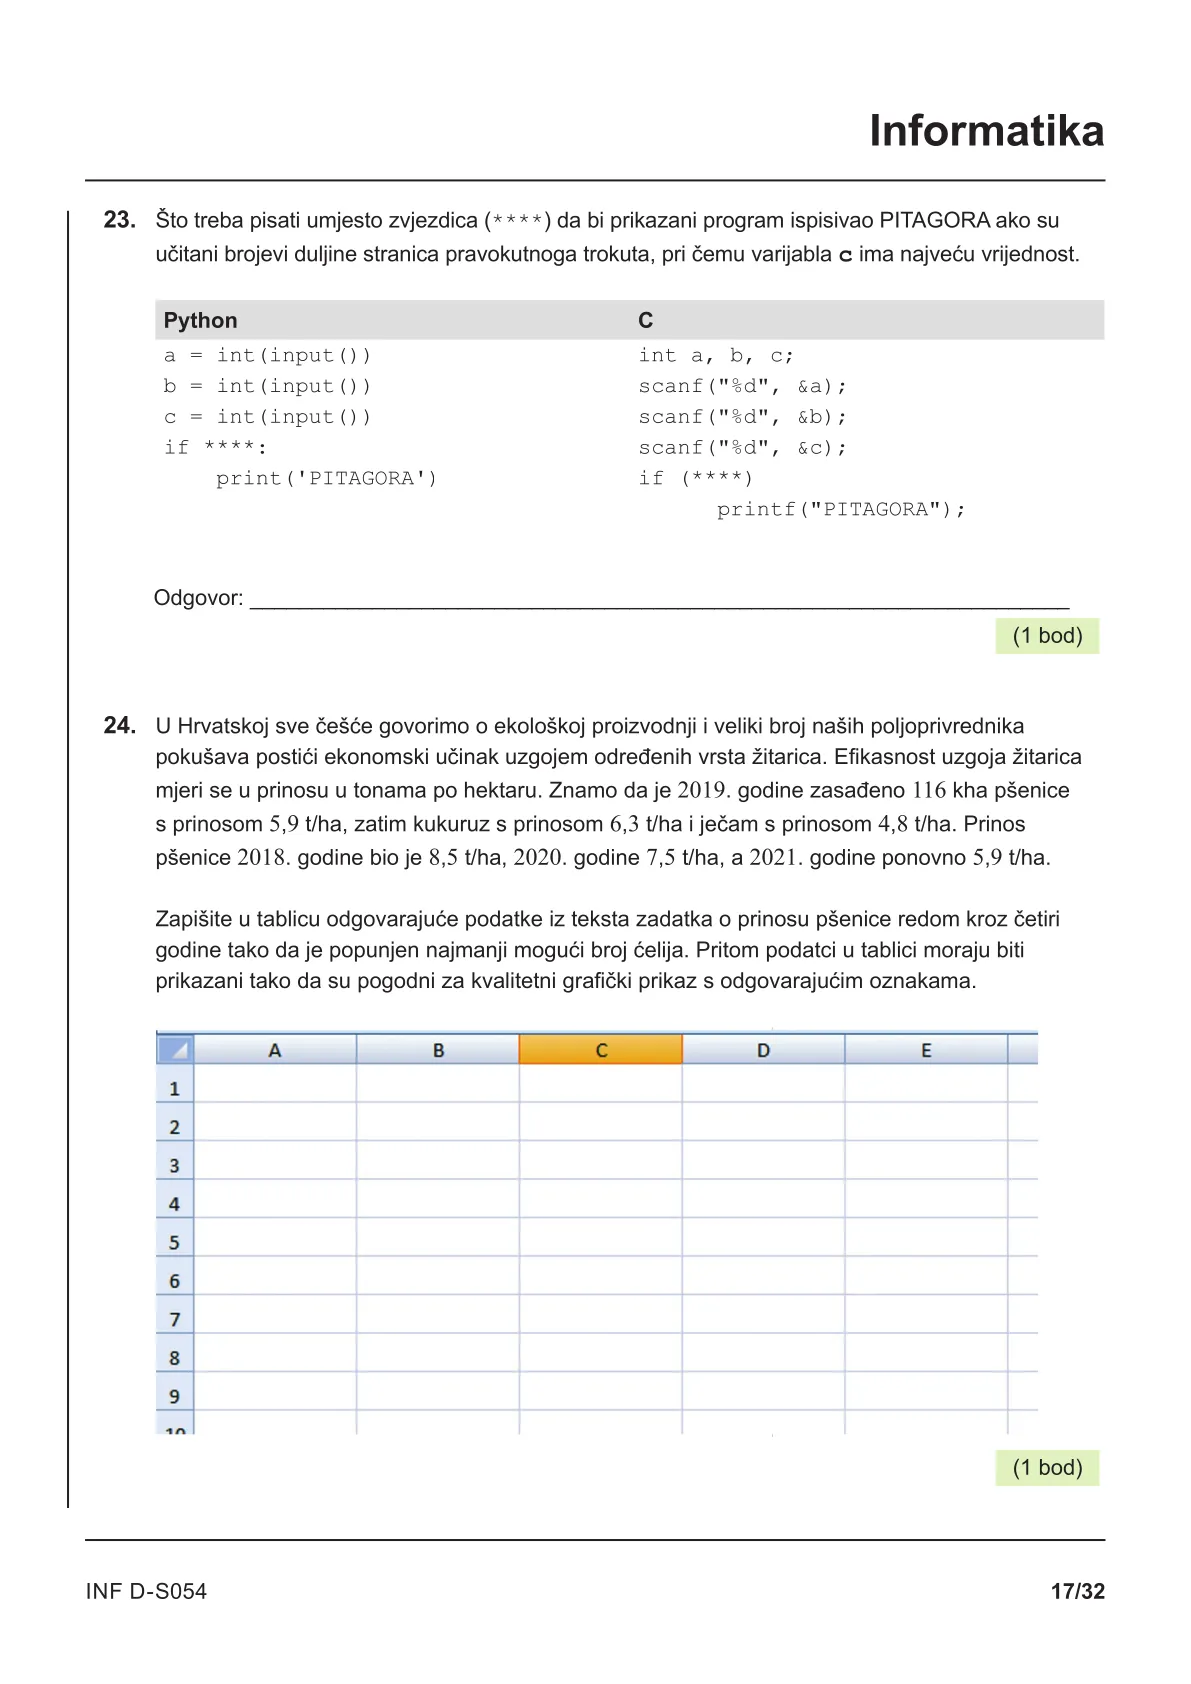 Informatika
23. Što treba pisati umjesto zvjezdica (****) da bi prikazani program ispisivao PITAGORA ako su
učitani brojevi duljine stranica pravokutnoga trokuta, pri čemu varijabla c ima najveću vrijednost.
Python C
a = int(input()) int a, b, c;
b = int(input()) scanf("%d", &a);
c = int(input()) scanf("%d", &b);
if ****: scanf("%d", &c);
print('PITAGORA') if (****)
printf("PITAGORA");
Odgovor: ____________________
(1 bod)
24. U Hrvatskoj sve češće govorimo o ekološkoj proizvodnji i veliki broj naših poljoprivrednika
pokušava postići ekonomski učinak uzgojem određenih vrsta žitarica. Efikasnost uzgoja žitarica
mjeri se u prinosu u tonama po hektaru. Znamo da je 2019. godine zasađeno 116 kha pšenice
s prinosom 5,9 t/ha, zatim kukuruz s prinosom 6,3 t/ha i ječam s prinosom 4,8 t/ha. Prinos
pšenice 2018. godine bio je 8,5 t/ha, 2020. godine 7,5 t/ha, a 2021. godine ponovno 5,9 t/ha.
Zapišite u tablicu odgovarajuće podatke iz teksta zadatka o prinosu pšenice redom kroz četiri
godine tako da je popunjen najmanji mogući broj ćelija. Pritom podatci u tablici moraju biti
prikazani tako da su pogodni za kvalitetni grafički prikaz s odgovarajućim oznakama.
A B C D E
1
2
3
4
5
6
7
8
9
10
(1 bod)
INF D-S054 17/32